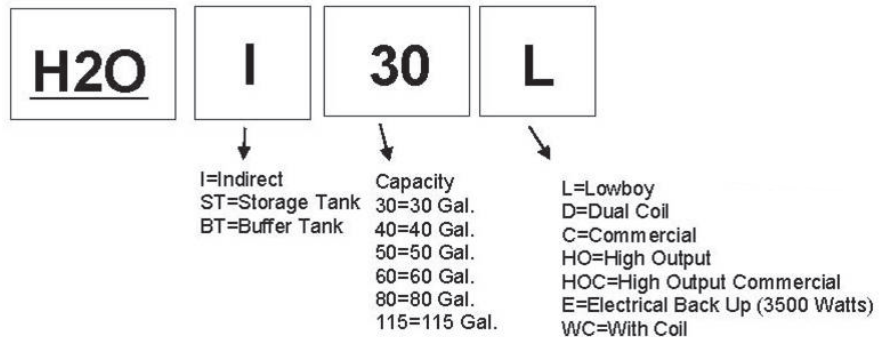 H2O I 30 L
I=Indirect
ST=Storage Tank
BT=Buffer Tank
Capacity
30=30 Gal.
40=40 Gal.
50=50 Gal.
60=60 Gal.
80=80 Gal.
115=115 Gal.
L=Lowboy
D=Dual Coil
C=Commercial
HO=High Output
HOC=High Output Commercial
E=Electrical Back Up (3500 Watts)
WC=With Coil